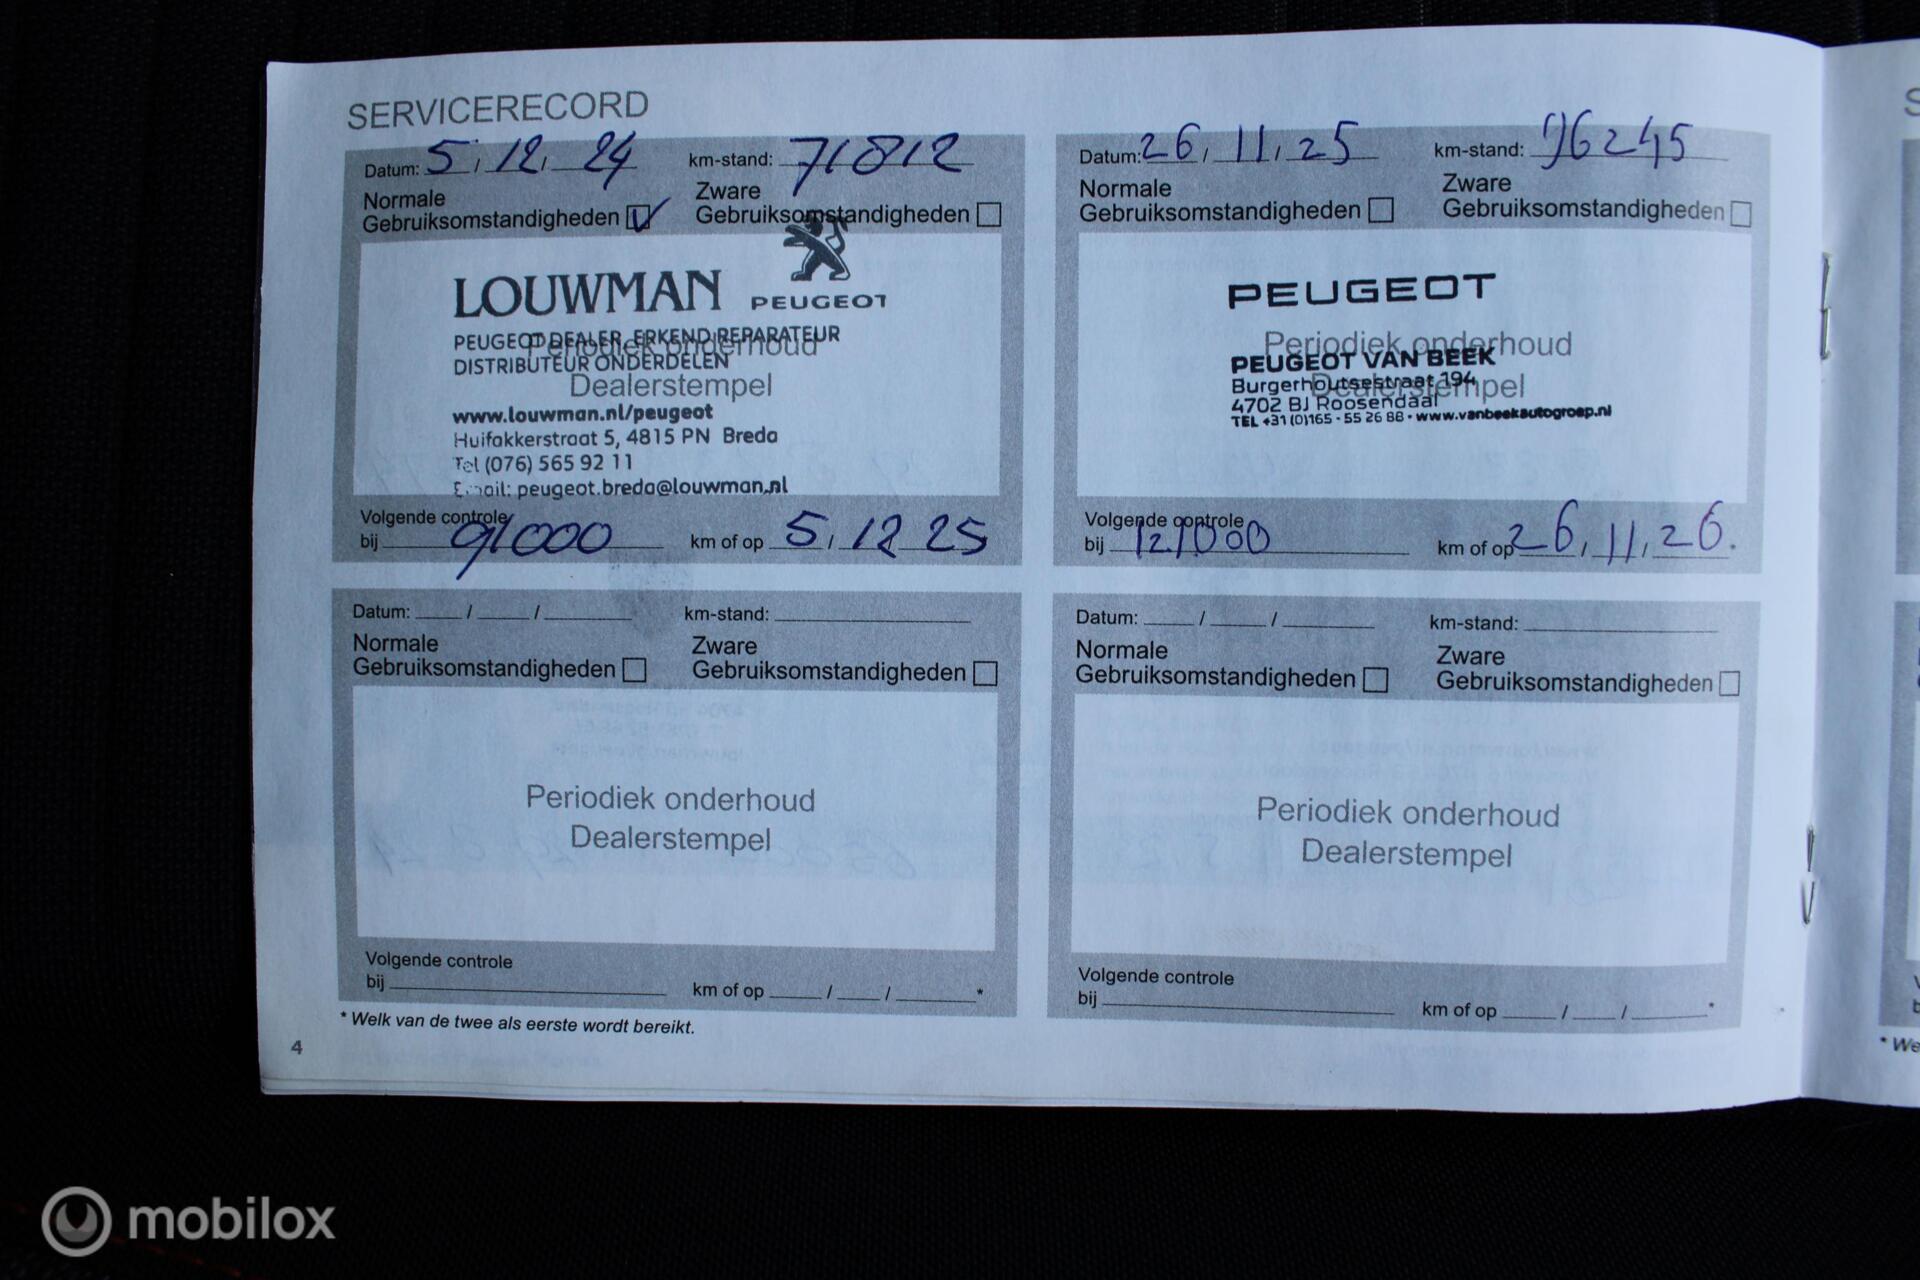 SERVICERECORD
Datum: 5 / 12 / 24 km-stand: 71812
Normale Zware
Gebruiksomstandigheden Gebruiksomstandigheden
LOUWMAN PEUGEOT
PEUGEOT DEALER, ERKEND REPARATEUR
DISTRIBUTEUR ONDERDELEN
Periodiek onderhoud
Dealerstempel
www.louwman.nl/peugeot
Huifakkerstraat 5, 4815 PN Breda
Tel (076) 565 92 11
Email: peugeot.breda@louwman.nl
Volgende controle
bij 91000 km of op 5 / 12 25
Datum: 26 / 11 / 25 km-stand: 96245
Normale Zware
Gebruiksomstandigheden Gebruiksomstandigheden
PEUGEOT
Periodiek onderhoud
PEUGEOT VAN BEEK
Dealerstempel
Burgerhoutsestraat 194
4702 BJ Roosendaal
TEL +31 (0)165 - 55 26 88 • www.vanbeekautogroep.nl
Volgende controle
bij 121000 km of op 26 / 11 / 26.
Datum: / / km-stand:
Normale Zware
Gebruiksomstandigheden Gebruiksomstandigheden
Periodiek onderhoud
Dealerstempel
Volgende controle
bij km of op / / *
Datum: / / km-stand:
Normale Zware
Gebruiksomstandigheden Gebruiksomstandigheden
Periodiek onderhoud
Dealerstempel
Volgende controle
bij km of op / / *
* Welk van de twee als eerste wordt bereikt.
4
* We
mobilox